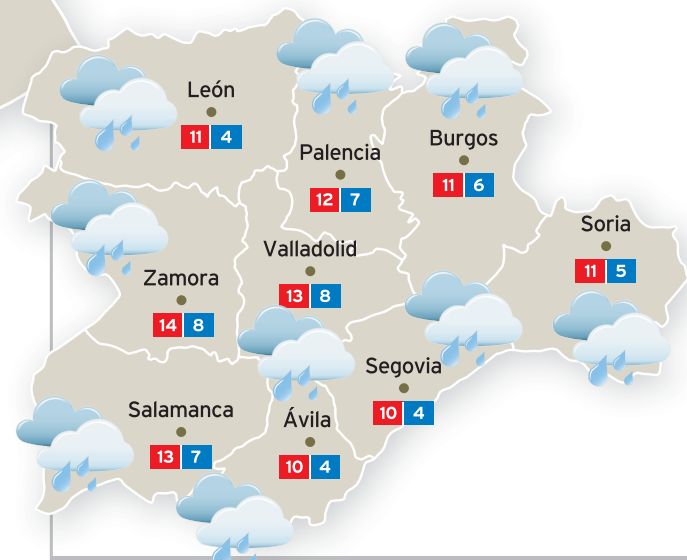 León
11 4
Palencia
12 7
Burgos
11 6
Soria
11 5
Valladolid
13 8
Zamora
14 8
Segovia
10 4
Salamanca
13 7
Ávila
10 4